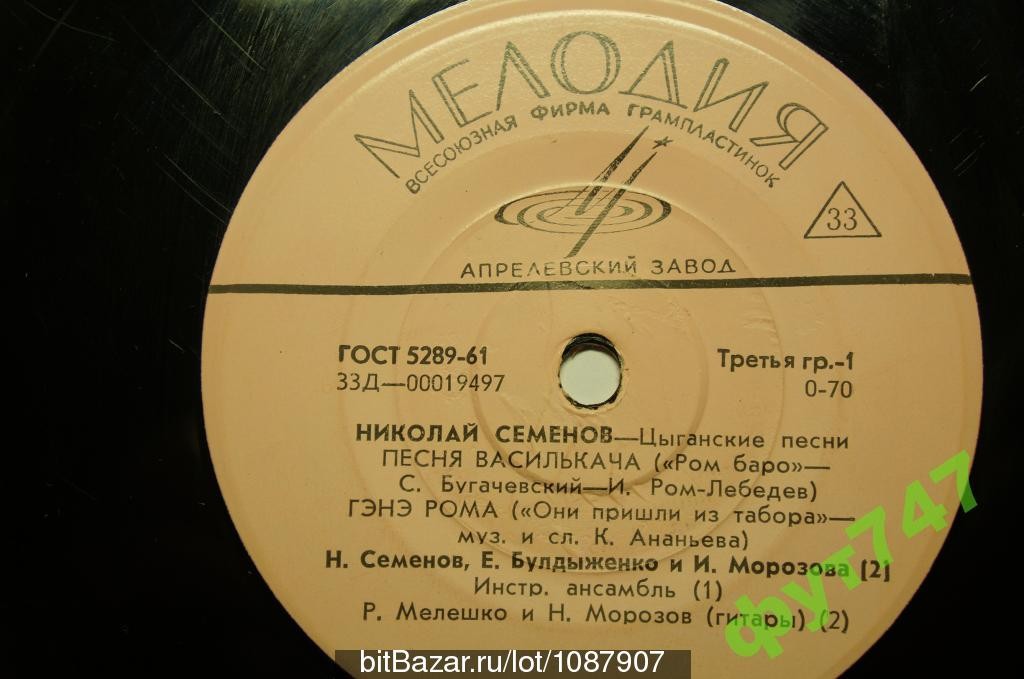 МЕЛОДИЯ
ВСЕСОЮЗНАЯ ФИРМА ГРАМПЛАСТИНОК
33
АПРЕЛЕВСКИЙ ЗАВОД
ГОСТ 5289-61
Третья гр.-1
33Д—00019497
0-70
НИКОЛАЙ СЕМЕНОВ—Цыганские песни
ПЕСНЯ ВАСИЛЬКАЧА («Ром баро»—
С. Бугачевский—И. Ром-Лебедев)
ГЭНЭ РОМА («Они пришли из табора»—
муз. и сл. К. Ананьева)
Н. Семенов, Е. Булдыженко и И. Морозова (2)
Инстр. ансамбль (1)
Р. Мелешко и Н. Морозов (гитары) (2)
фут747
bitBazar.ru/lot/1087907